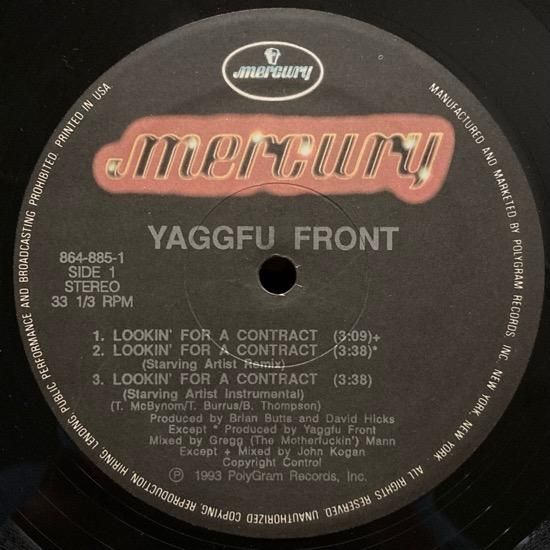 mercury
mercury
YAGGFU FRONT
864-885-1
SIDE 1
STEREO
33 1/3 RPM
1. LOOKIN' FOR A CONTRACT (3:09)+
2. LOOKIN' FOR A CONTRACT (3:38)*
(Starving Artist Remix)
3. LOOKIN' FOR A CONTRACT (3:38)
(Starving Artist Instrumental)
(T. McBynom/T. Burrus/B. Thompson)
Produced by Brian Butts and David Hicks
Except * Produced by Yaggfu Front
Mixed by Gregg (The Motherfuckin') Mann
Except + Mixed by John Kogan
Copyright Control
℗ 1993 PolyGram Records, Inc.
MANUFACTURED AND MARKETED BY POLYGRAM RECORDS, INC. NEW YORK, NEW YORK. ALL RIGHTS RESERVED. UNAUTHORIZED COPYING, REPRODUCTION HIRING, LENDING, PUBLIC PERFORMANCE AND BROADCASTING PROHIBITED. PRINTED IN USA.